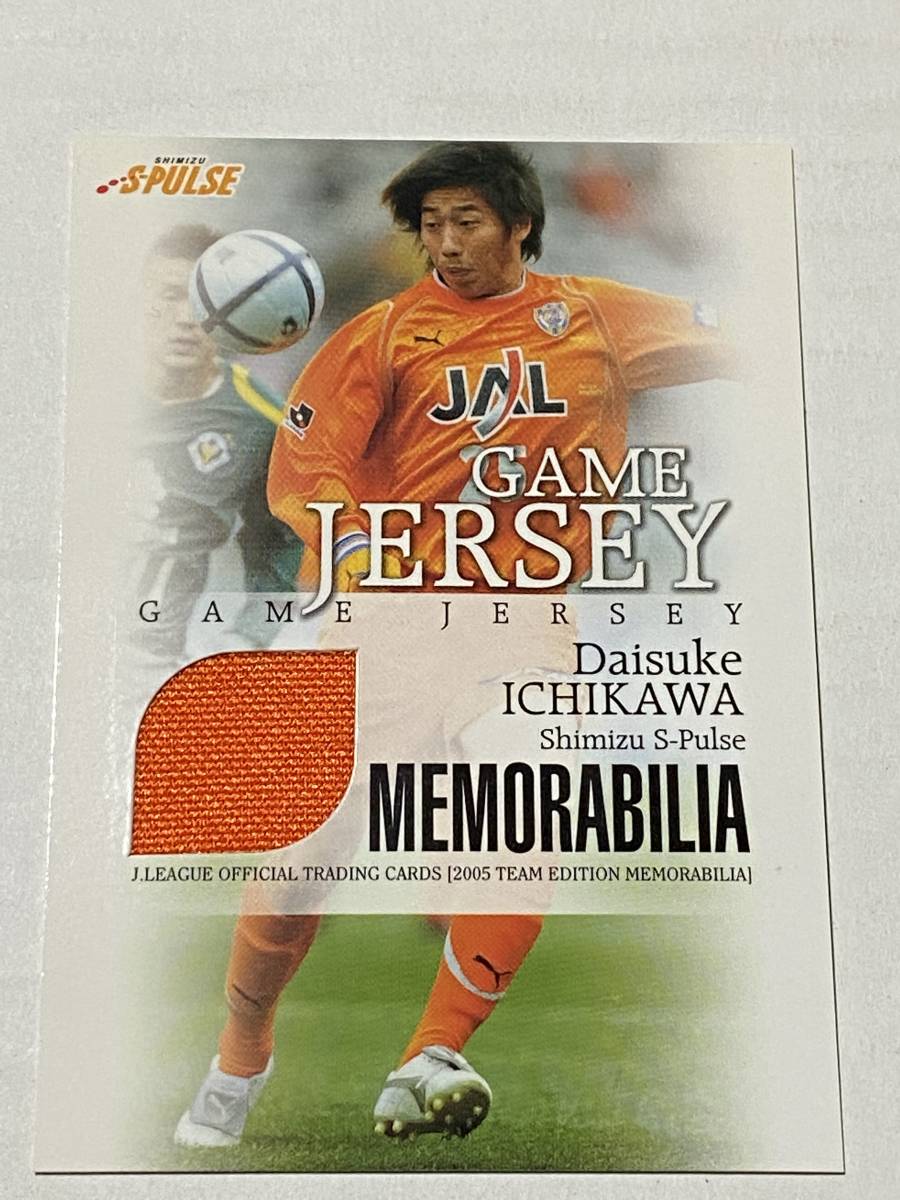 SHIMIZU
S-PULSE
JAL
GAME
JERSEY
GAME JERSEY
Daisuke
ICHIKAWA
Shimizu S-Pulse
MEMORABILIA
J.LEAGUE OFFICIAL TRADING CARDS [2005 TEAM EDITION MEMORABILIA]